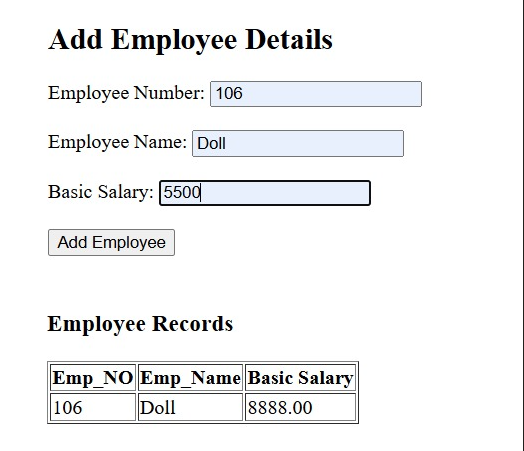 Add Employee Details
Employee Number: 106
Employee Name: Doll
Basic Salary: 5500
Add Employee
Employee Records
Emp_NO Emp_Name Basic Salary
106 Doll 8888.00